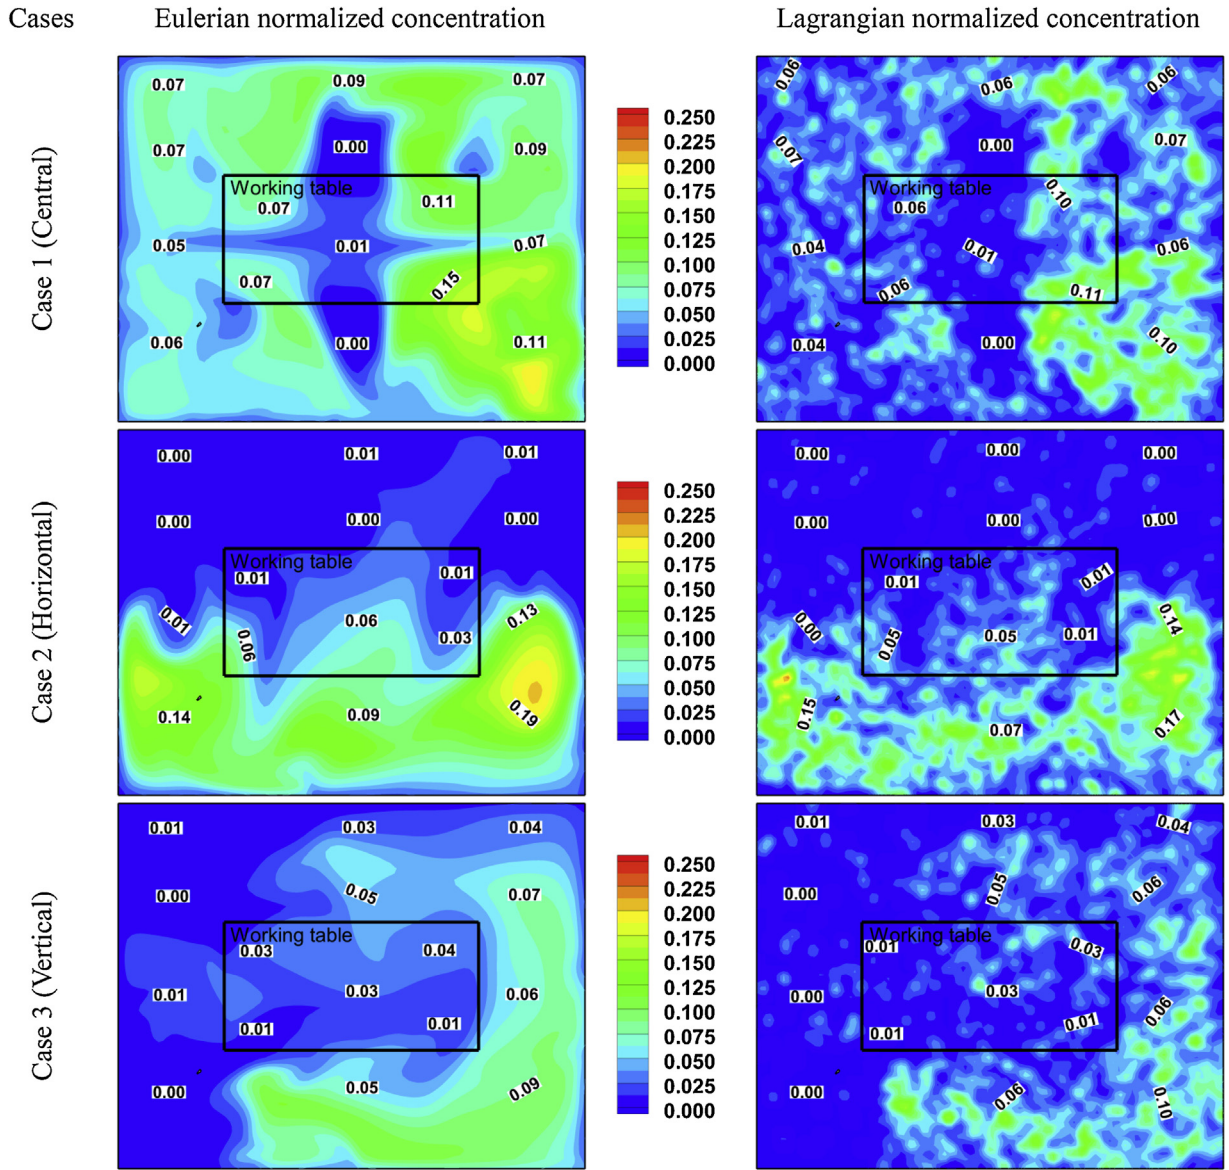 Cases Eulerian normalized concentration Lagrangian normalized concentration
Case 1 (Central)
0.07 0.09 0.07
0.07 0.00 0.09
Working table
0.07 0.11
0.05 0.01 0.07
0.07 0.15
0.06 0.00 0.11
0.250
0.225
0.200
0.175
0.150
0.125
0.100
0.075
0.050
0.025
0.000
0.06 0.06 0.06
0.07 0.00 0.07
Working table
0.06 0.10
0.04 0.01 0.06
0.06 0.11
0.04 0.00 0.10
Case 2 (Horizontal)
0.00 0.01 0.01
0.00 0.00 0.00
Working table
0.01 0.01
0.01 0.06 0.13
0.06 0.03
0.14 0.09 0.19
0.250
0.225
0.200
0.175
0.150
0.125
0.100
0.075
0.050
0.025
0.000
0.00 0.00 0.00
0.00 0.00 0.00
Working table
0.01 0.01
0.00 0.05 0.05 0.01 0.14
0.15 0.07 0.17
Case 3 (Vertical)
0.01 0.03 0.04
0.00 0.05 0.07
Working table
0.03 0.04
0.01 0.03 0.06
0.01 0.01
0.00 0.05 0.09
0.250
0.225
0.200
0.175
0.150
0.125
0.100
0.075
0.050
0.025
0.000
0.01 0.03 0.04
0.00 0.05 0.06
Working table
0.01 0.03
0.00 0.03 0.06
0.01 0.01
0.00 0.06 0.10